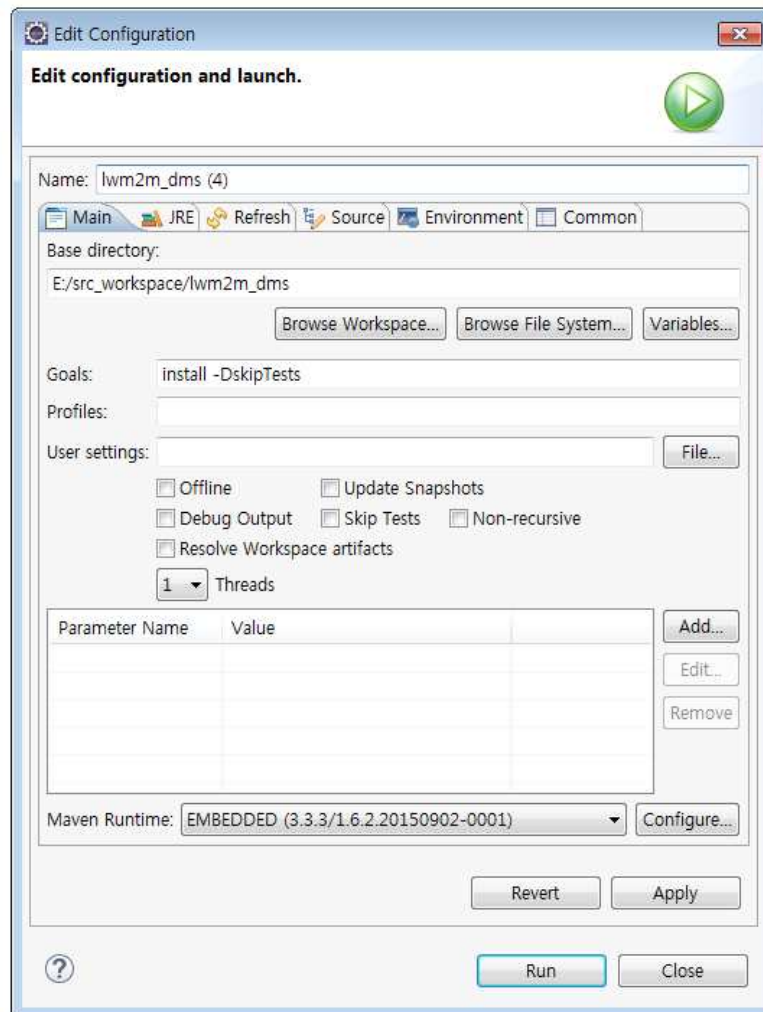 Edit Configuration
Edit configuration and launch.
Name: lwm2m_dms (4)
Main JRE Refresh Source Environment Common
Base directory:
E:/src_workspace/lwm2m_dms
Browse Workspace... Browse File System... Variables...
Goals: install -DskipTests
Profiles:
User settings: File...
Offline Update Snapshots
Debug Output Skip Tests Non-recursive
Resolve Workspace artifacts
1 Threads
Parameter Name Value Add...
Edit...
Remove
Maven Runtime: EMBEDDED (3.3.3/1.6.2.20150902-0001) Configure...
Revert Apply
? Run Close